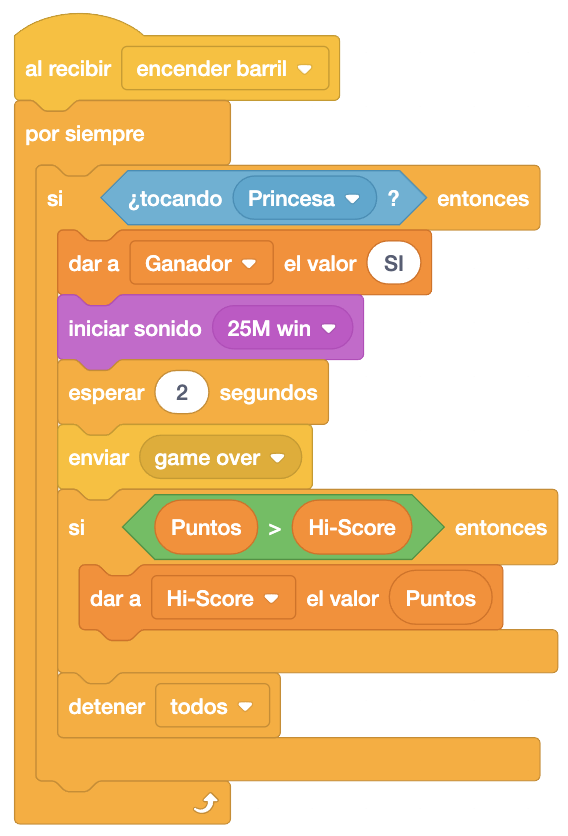 al recibir encender barril
por siempre
si ¿tocando Princesa ? entonces
dar a Ganador el valor SI
iniciar sonido 25M win
esperar 2 segundos
enviar game over
si Puntos > Hi-Score entonces
dar a Hi-Score el valor Puntos
detener todos